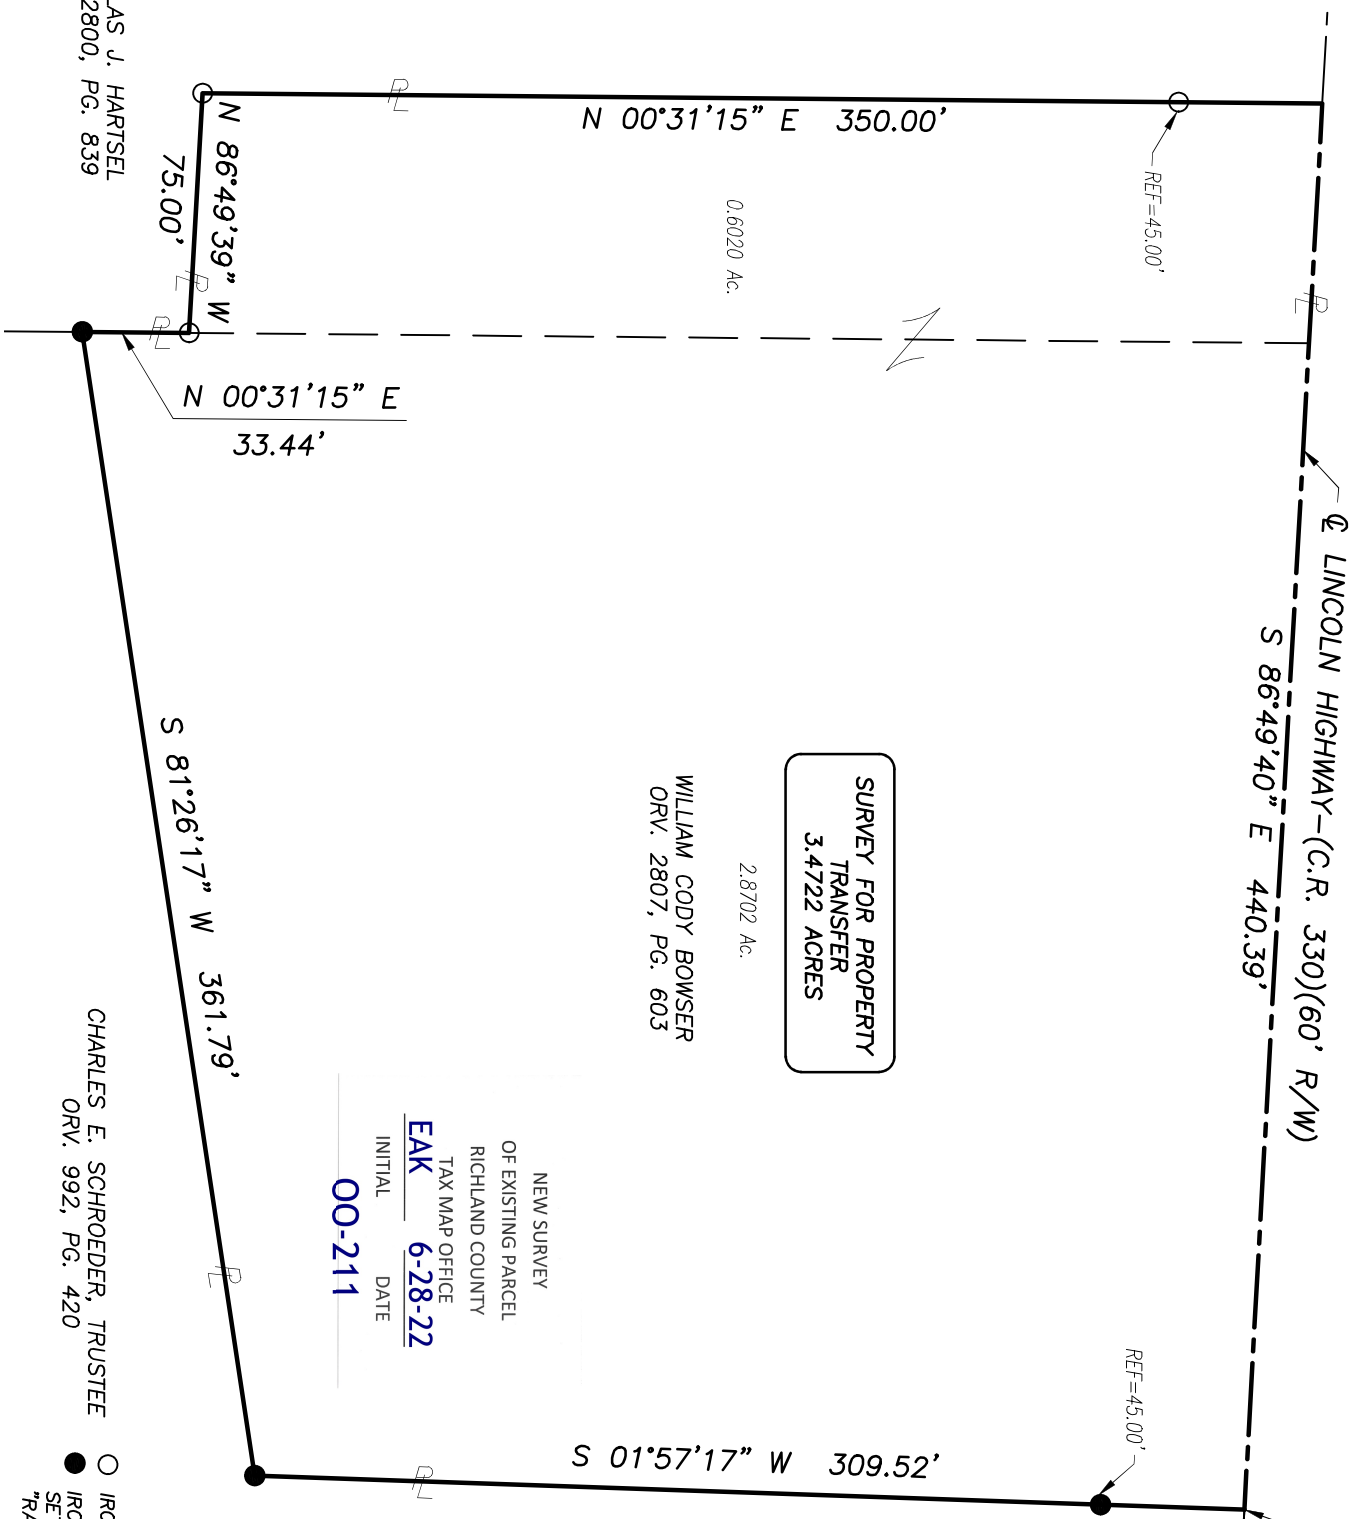 ℄ LINCOLN HIGHWAY-(C.R. 330)(60' R/W)
S 86°49'40" E 440.39'
REF=45.00'
N 00°31'15" E 350.00'
0.6020 Ac.
N 86°49'39" W
75.00'
N 00°31'15" E
33.44'
LAS J. HARTSEL
2800, PG. 839
SURVEY FOR PROPERTY
TRANSFER
3.4722 ACRES
2.8702 Ac.
WILLIAM CODY BOWSER
ORV. 2807, PG. 603
S 81°26'17" W 361.79'
NEW SURVEY
OF EXISTING PARCEL
RICHLAND COUNTY
TAX MAP OFFICE
EAK 6-28-22
INITIAL DATE
OO-211
REF=45.00'
S 01°57'17" W 309.52'
CHARLES E. SCHROEDER, TRUSTEE
ORV. 992, PG. 420